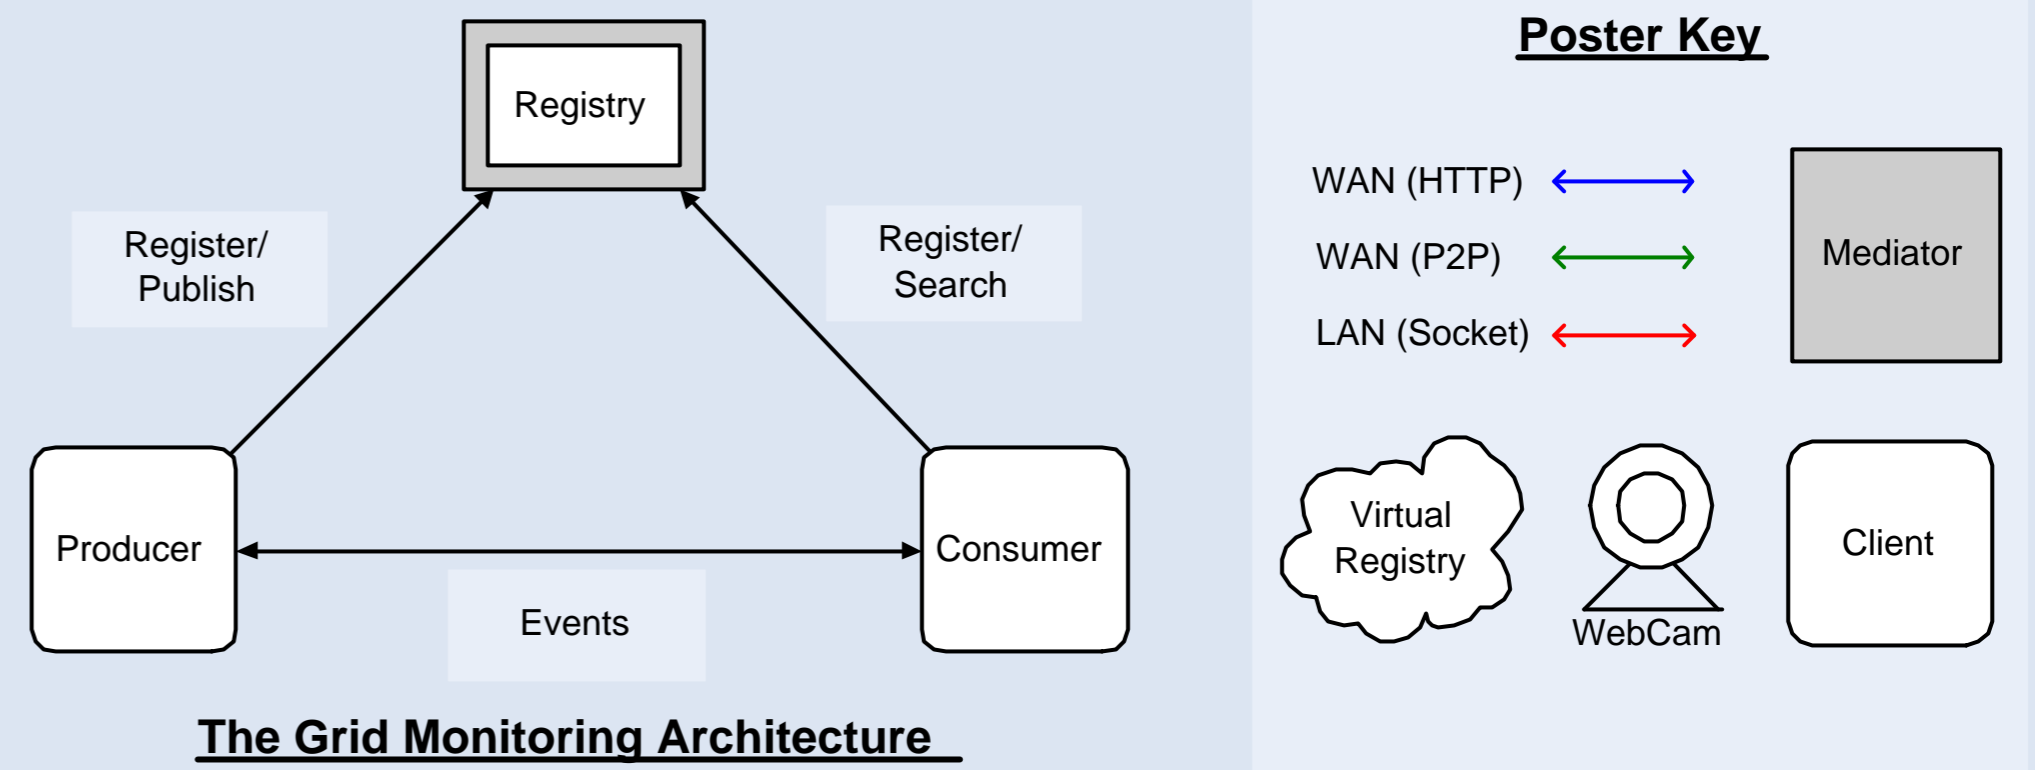 Registry
Register/
Publish
Register/
Search
Producer
Consumer
Events
The Grid Monitoring Architecture
Poster Key
WAN (HTTP)
WAN (P2P)
LAN (Socket)
Mediator
Virtual
Registry
WebCam
Client